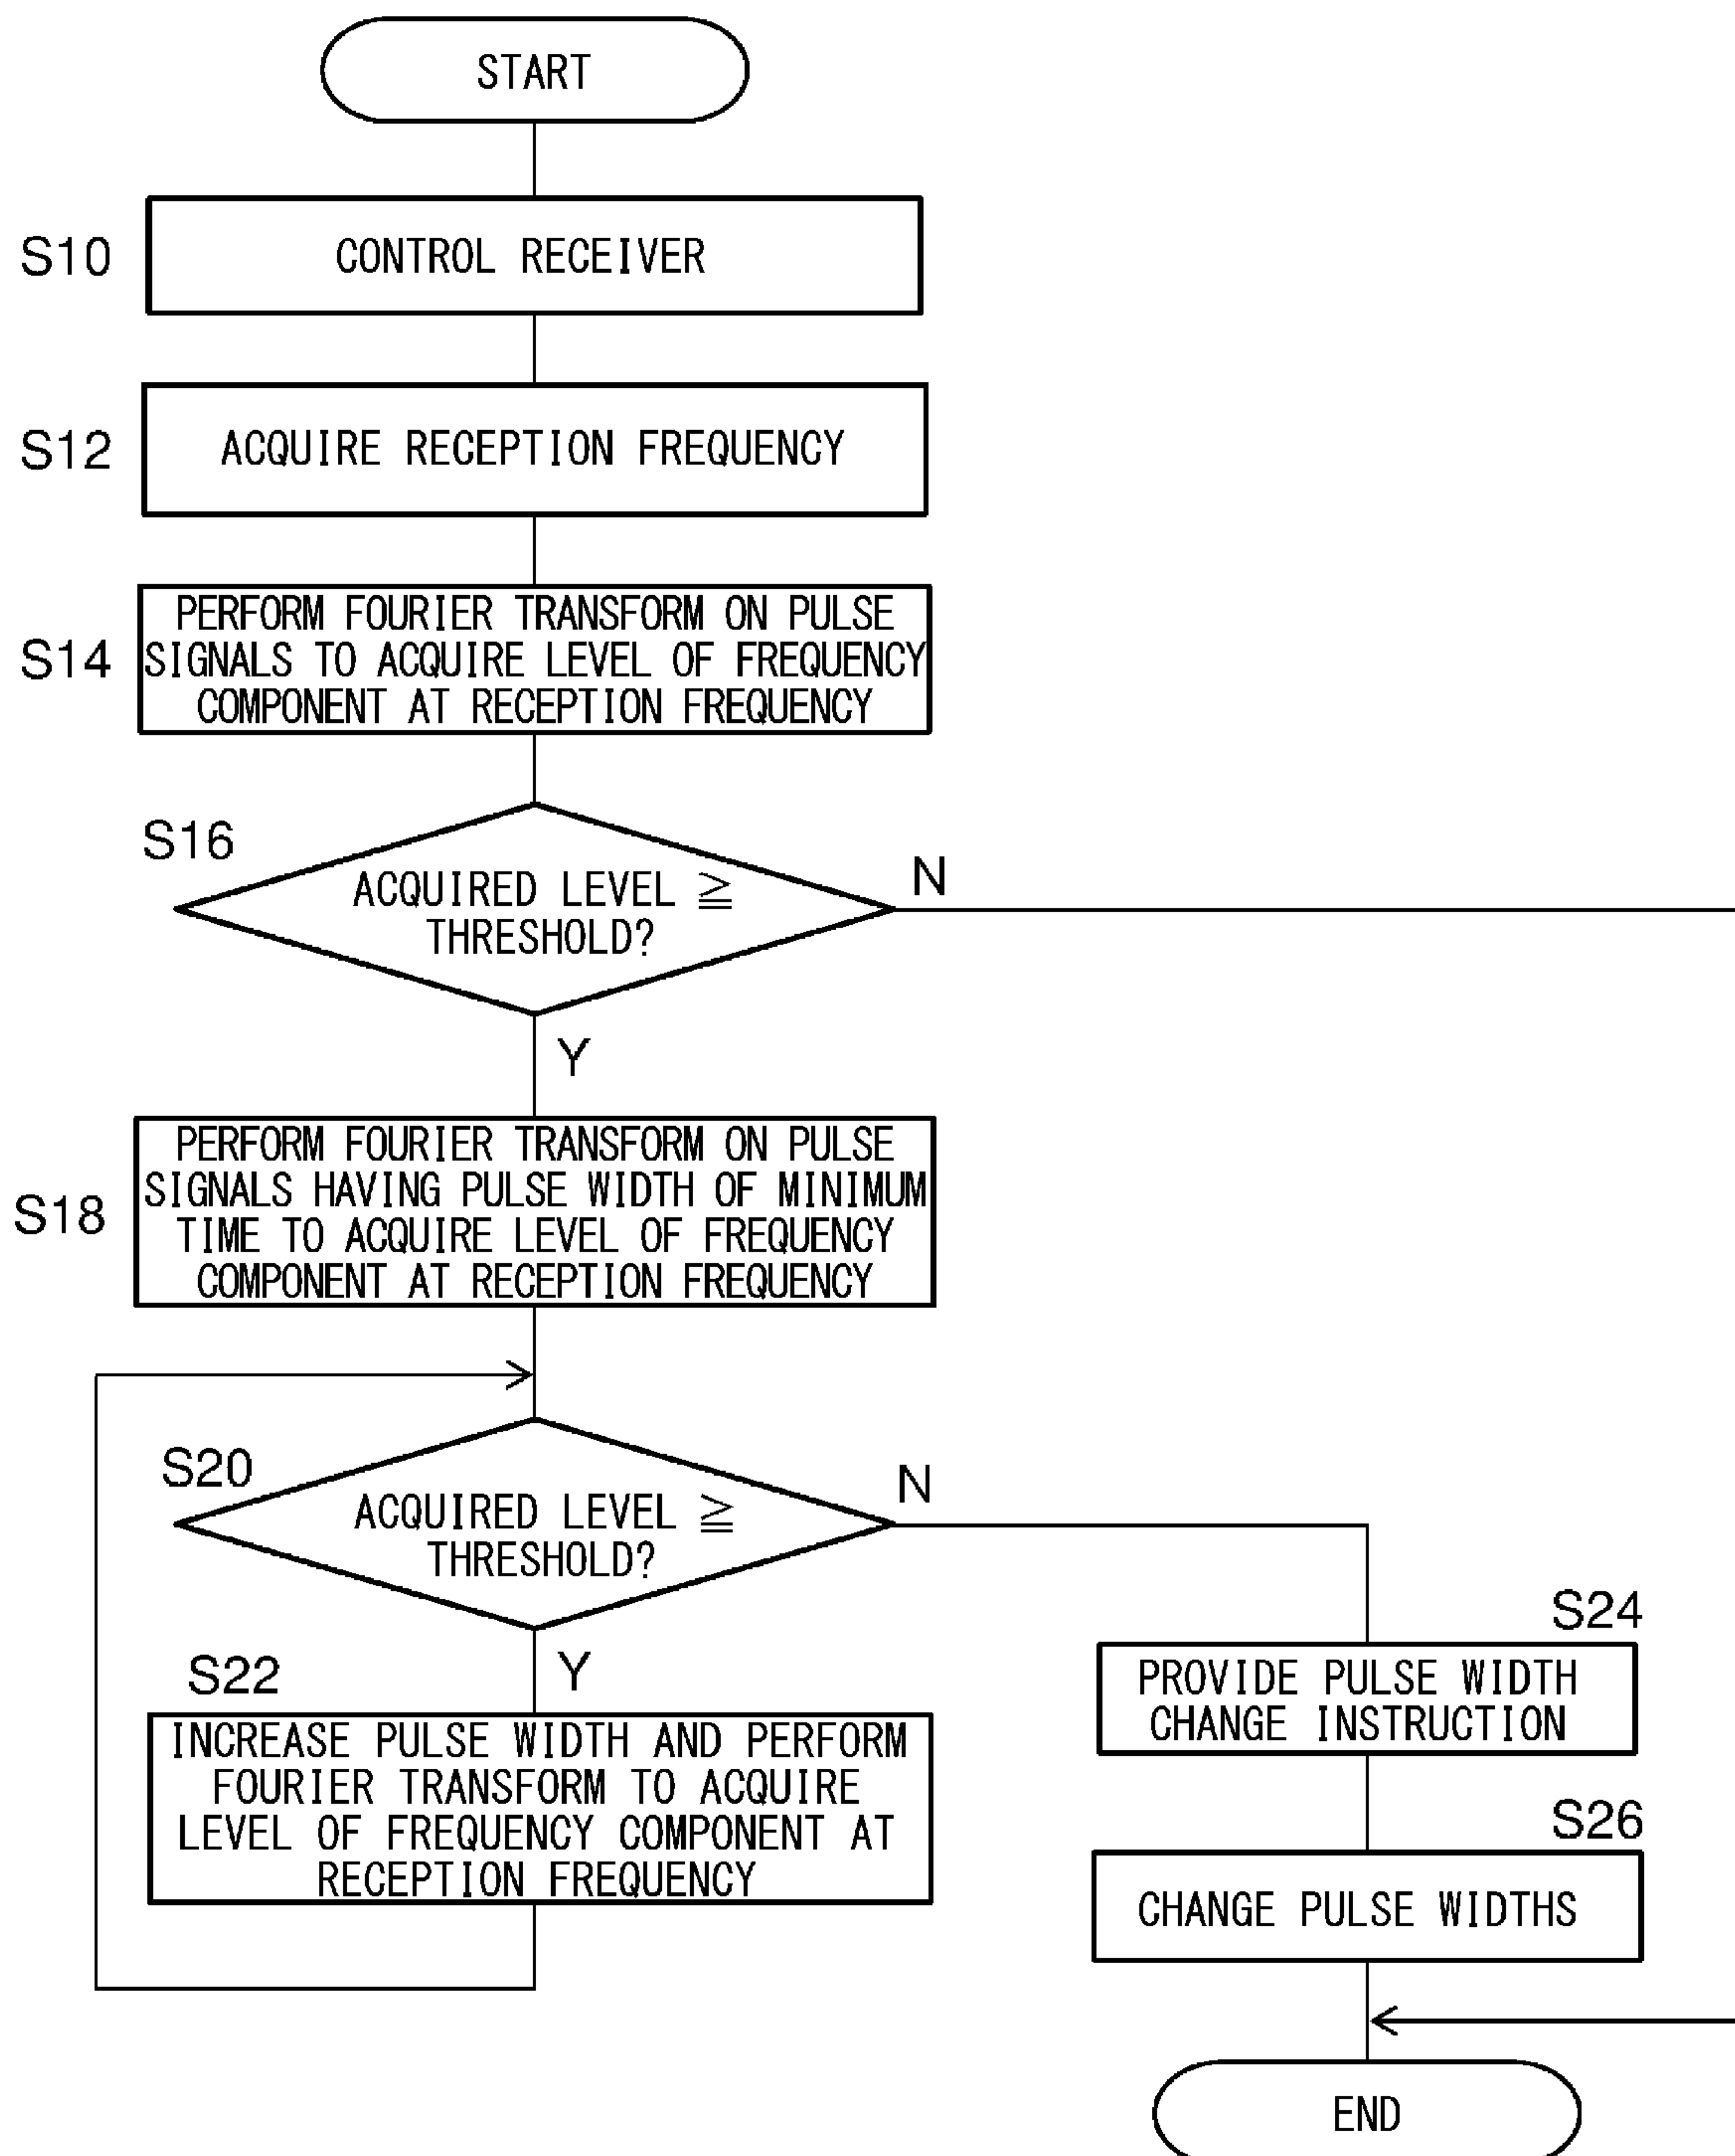 START
S10
CONTROL RECEIVER
S12
ACQUIRE RECEPTION FREQUENCY
S14
PERFORM FOURIER TRANSFORM ON PULSE
SIGNALS TO ACQUIRE LEVEL OF FREQUENCY
COMPONENT AT RECEPTION FREQUENCY
S16
ACQUIRED LEVEL ≧
THRESHOLD?
N
Y
S18
PERFORM FOURIER TRANSFORM ON PULSE
SIGNALS HAVING PULSE WIDTH OF MINIMUM
TIME TO ACQUIRE LEVEL OF FREQUENCY
COMPONENT AT RECEPTION FREQUENCY
S20
ACQUIRED LEVEL ≧
THRESHOLD?
N
Y
S22
INCREASE PULSE WIDTH AND PERFORM
FOURIER TRANSFORM TO ACQUIRE
LEVEL OF FREQUENCY COMPONENT AT
RECEPTION FREQUENCY
S24
PROVIDE PULSE WIDTH
CHANGE INSTRUCTION
S26
CHANGE PULSE WIDTHS
END